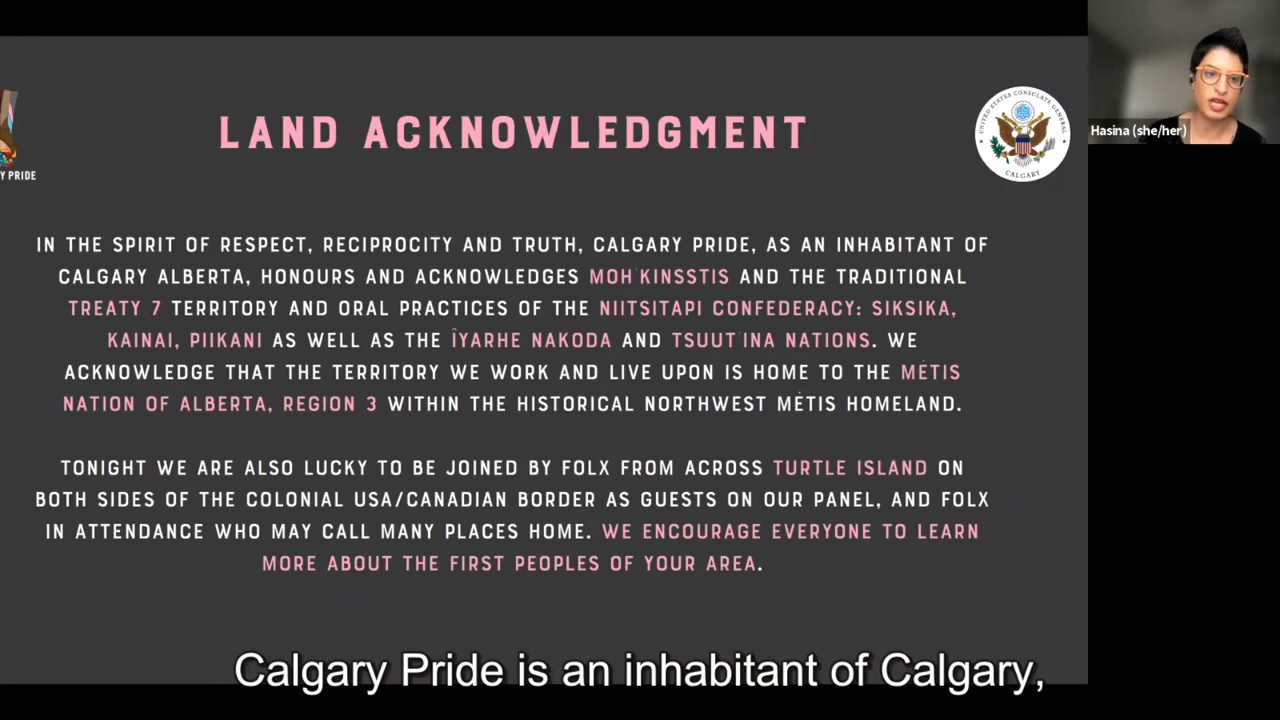 LAND ACKNOWLEDGMENT
UNITED STATES CONSULATE GENERAL
CALGARY
Hasina (she/her)
Y PRIDE
IN THE SPIRIT OF RESPECT, RECIPROCITY AND TRUTH, CALGARY PRIDE, AS AN INHABITANT OF
CALGARY ALBERTA, HONOURS AND ACKNOWLEDGES MOH'KINSSTIS AND THE TRADITIONAL
TREATY 7 TERRITORY AND ORAL PRACTICES OF THE NIITSITAPI CONFEDERACY: SIKSIKA,
KAINAI, PIIKANI AS WELL AS THE ÎYARHE NAKODA AND TSUUT'INA NATIONS. WE
ACKNOWLEDGE THAT THE TERRITORY WE WORK AND LIVE UPON IS HOME TO THE MÉTIS
NATION OF ALBERTA, REGION 3 WITHIN THE HISTORICAL NORTHWEST MÉTIS HOMELAND.
TONIGHT WE ARE ALSO LUCKY TO BE JOINED BY FOLX FROM ACROSS TURTLE ISLAND ON
BOTH SIDES OF THE COLONIAL USA/CANADIAN BORDER AS GUESTS ON OUR PANEL, AND FOLX
IN ATTENDANCE WHO MAY CALL MANY PLACES HOME. WE ENCOURAGE EVERYONE TO LEARN
MORE ABOUT THE FIRST PEOPLES OF YOUR AREA.
Calgary Pride is an inhabitant of Calgary,